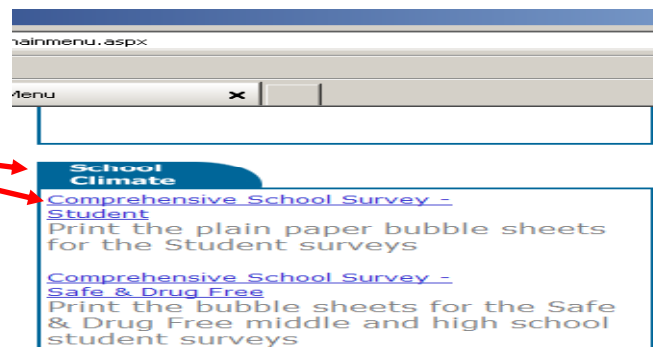 mainmenu.aspx
Menu
School
Climate
Comprehensive School Survey -
Student
Print the plain paper bubble sheets
for the Student surveys
Comprehensive School Survey -
Safe & Drug Free
Print the bubble sheets for the Safe
& Drug Free middle and high school
student surveys